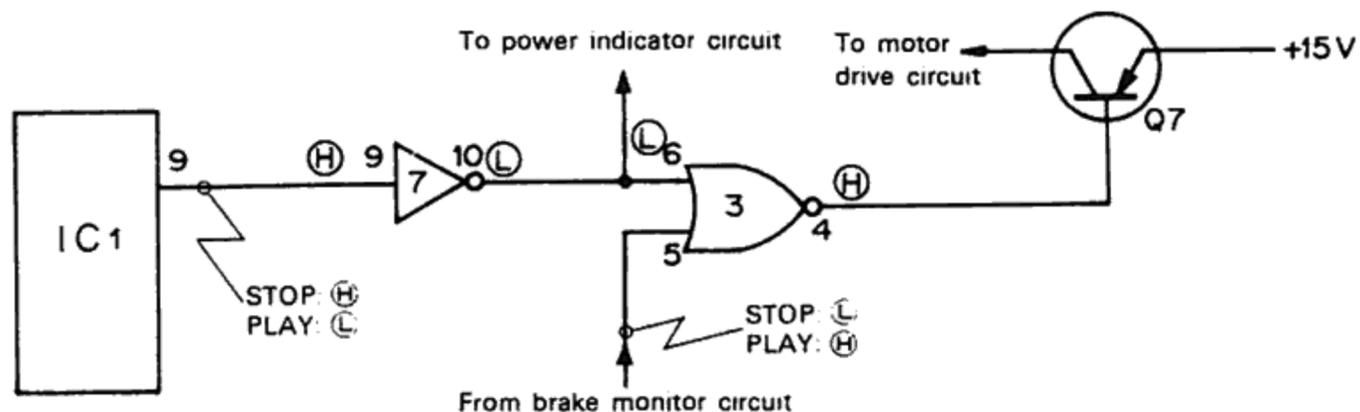 To power indicator circuit
To motor
drive circuit
+15V
Q7
IC1
9
Ⓗ
9
7
10
Ⓛ
Ⓛ
6
3
5
Ⓗ
4
STOP: Ⓗ
PLAY: Ⓛ
STOP: Ⓛ
PLAY: Ⓗ
From brake monitor circuit